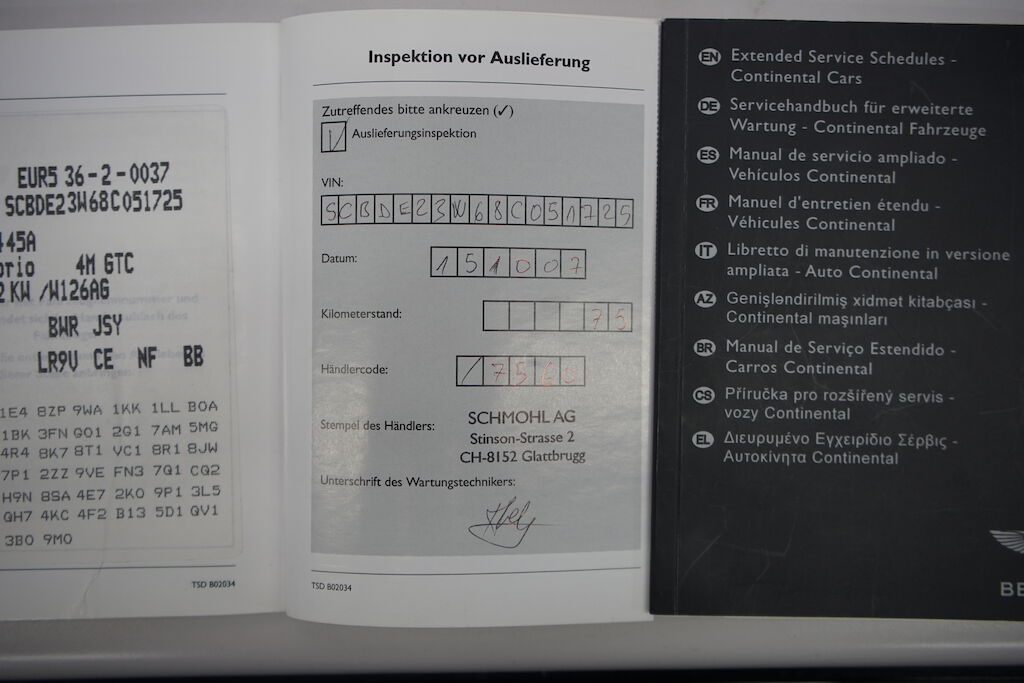 EUR5 36-2-0037
SCBDE23W68C051725
45A
4M GTC
KW /W126AG
BWR JSY
LR9U CE NF BB
1E4 8ZP 9WA 1KK 1LL B0A
1BK 3FN G01 2G1 7AM 5MG
4R4 8K7 8T1 VC1 8R1 8JW
7P1 2ZZ 9VE FN3 7Q1 CQ2
H9N 8SA 4E7 2K0 9P1 3L5
QH7 4KC 4F2 B13 5D1 QV1
3B0 9M0
TSD B02034
Inspektion vor Auslieferung
Zutreffendes bitte ankreuzen (✓)
Auslieferungsinspektion
VIN:
SCBDE23W68C051725
Datum:
151007
Kilometerstand:
75
Händlercode:
/7560
Stempel des Händlers:
SCHMOHL AG
Stinson-Strasse 2
CH-8152 Glattbrugg
Unterschrift des Wartungstechnikers:
TSD B02034
EN Extended Service Schedules -
Continental Cars
DE Servicehandbuch für erweiterte
Wartung - Continental Fahrzeuge
ES Manual de servicio ampliado -
Vehículos Continental
FR Manuel d'entretien étendu -
Véhicules Continental
IT Libretto di manutenzione in versione
ampliata - Auto Continental
AZ Genişləndirilmiş xidmət kitabçası -
Continental maşınları
BR Manual de Serviço Estendido -
Carros Continental
CS Příručka pro rozšířený servis -
vozy Continental
EL Διευρυμένο Εγχειρίδιο Σέρβις -
Αυτοκίνητα Continental
BE